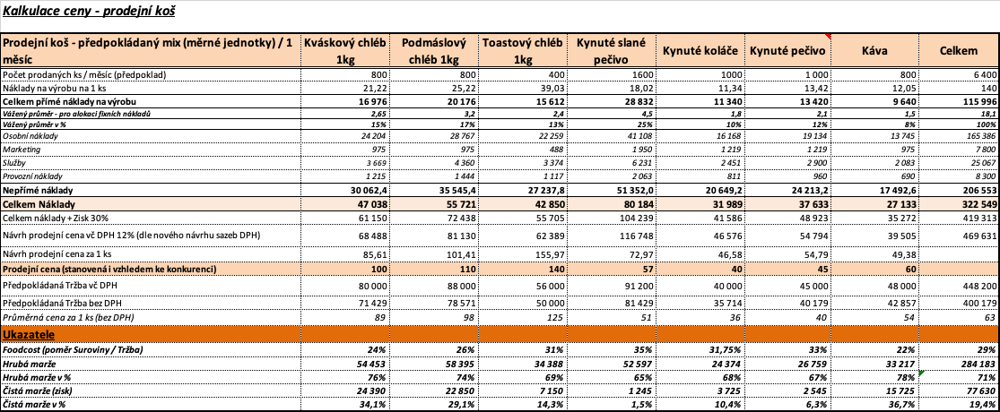 Kalkulace ceny - prodejní koš
Prodejní koš - předpokládaný mix (měrné jednotky) / 1 měsíc Kváskový chléb 1kg Podmáslový chléb 1kg Toastový chléb 1kg Kynuté slané pečivo Kynuté koláče Kynuté pečivo Káva Celkem
Počet prodaných ks / měsíc (předpoklad) 800 800 400 1600 1000 1 000 800 6 400
Náklady na výrobu na 1 ks 21,22 25,22 39,03 18,02 11,34 13,42 12,05 140
Celkem přímé náklady na výrobu 16 976 20 176 15 612 28 832 11 340 13 420 9 640 115 996
Vážený průměr - pro alokaci fixních nákladů 2,65 3,2 2,4 4,5 1,8 2,1 1,5 18,1
Vážený průměr v % 15% 17% 13% 25% 10% 12% 8% 100%
Osobní náklady 24 204 28 767 22 259 41 108 16 168 19 134 13 745 165 386
Marketing 975 975 488 1 950 1 219 1 219 975 7 800
Služby 3 669 4 360 3 374 6 231 2 451 2 900 2 083 25 067
Provozní náklady 1 215 1 444 1 117 2 063 811 960 690 8 300
Nepřímé náklady 30 062,4 35 545,4 27 237,8 51 352,0 20 649,2 24 213,2 17 492,6 206 553
Celkem Náklady 47 038 55 721 42 850 80 184 31 989 37 633 27 133 322 549
Celkem náklady + Zisk 30% 61 150 72 438 55 705 104 239 41 586 48 923 35 272 419 313
Návrh prodejní cena vč DPH 12% (dle nového návrhu sazeb DPH) 68 488 81 130 62 389 116 748 46 576 54 794 39 505 469 631
Návrh prodejní cena za 1 ks 85,61 101,41 155,97 72,97 46,58 54,79 49,38
Prodejní cena (stanovená i vzhledem ke konkurenci) 100 110 140 57 40 45 60
Předpokládaná Tržba vč DPH 80 000 88 000 56 000 91 200 40 000 45 000 48 000 448 200
Předpokládaná Tržba bez DPH 71 429 78 571 50 000 81 429 35 714 40 179 42 857 400 179
Průměrná cena za 1 ks (bez DPH) 89 98 125 51 36 40 54 63
Ukazatele
Foodcost (poměr Suroviny / Tržba) 24% 26% 31% 35% 31,75% 33% 22% 29%
Hrubá marže 54 453 58 395 34 388 52 597 24 374 26 759 33 217 284 183
Hrubá marže v % 76% 74% 69% 65% 68% 67% 78% 71%
Čistá marže (zisk) 24 390 22 850 7 150 1 245 3 725 2 545 15 725 77 630
Čistá marže v % 34,1% 29,1% 14,3% 1,5% 10,4% 6,3% 36,7% 19,4%